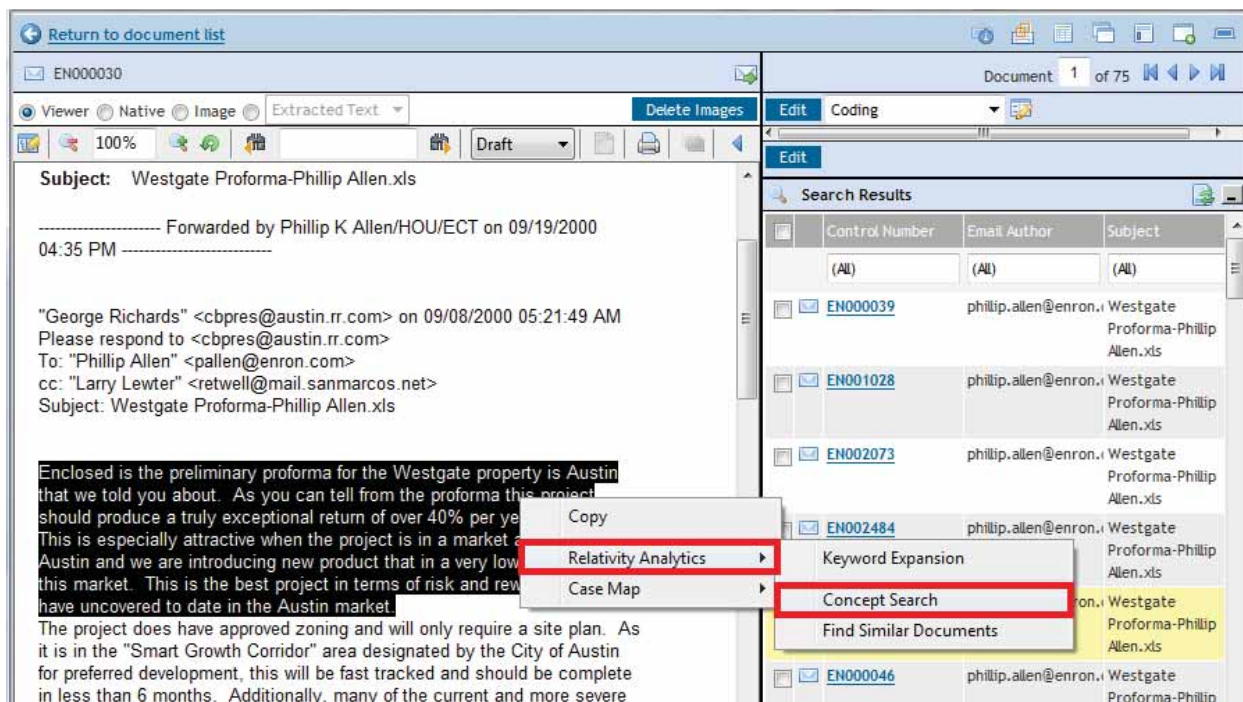 Return to document list
EN000030
Document 1 of 75
Viewer Native Image Extracted Text Delete Images
Edit Coding
100% Draft
Edit
Subject: Westgate Proforma-Phillip Allen.xls
---------------------- Forwarded by Phillip K Allen/HOU/ECT on 09/19/2000
04:35 PM ---------------------------
"George Richards" <cbpres@austin.rr.com> on 09/08/2000 05:21:49 AM
Please respond to <cbpres@austin.rr.com>
To: "Phillip Allen" <pallen@enron.com>
cc: "Larry Lewter" <retwell@mail.sanmarcos.net>
Subject: Westgate Proforma-Phillip Allen.xls
Enclosed is the preliminary proforma for the Westgate property is Austin
that we told you about. As you can tell from the proforma this project
should produce a truly exceptional return of over 40% per ye
This is especially attractive when the project is in a market a
Austin and we are introducing new product that in a very low
this market. This is the best project in terms of risk and rew
have uncovered to date in the Austin market.
The project does have approved zoning and will only require a site plan. As
it is in the "Smart Growth Corridor" area designated by the City of Austin
for preferred development, this will be fast tracked and should be complete
in less than 6 months. Additionally, many of the current and more severe
Copy
Relativity Analytics
Case Map
Keyword Expansion
Concept Search
Find Similar Documents
Search Results
Control Number Email Author Subject
(All) (All) (All)
EN000039 phillip.allen@enron. Westgate
Proforma-Phillip
Allen.xls
EN001028 phillip.allen@enron. Westgate
Proforma-Phillip
Allen.xls
EN002073 phillip.allen@enron. Westgate
Proforma-Phillip
Allen.xls
EN002484 phillip.allen@enron. Westgate
Proforma-Phillip
Allen.xls
ron. Westgate
Proforma-Phillip
Allen.xls
EN000046 phillip.allen@enron. Westgate
Proforma-Phillip